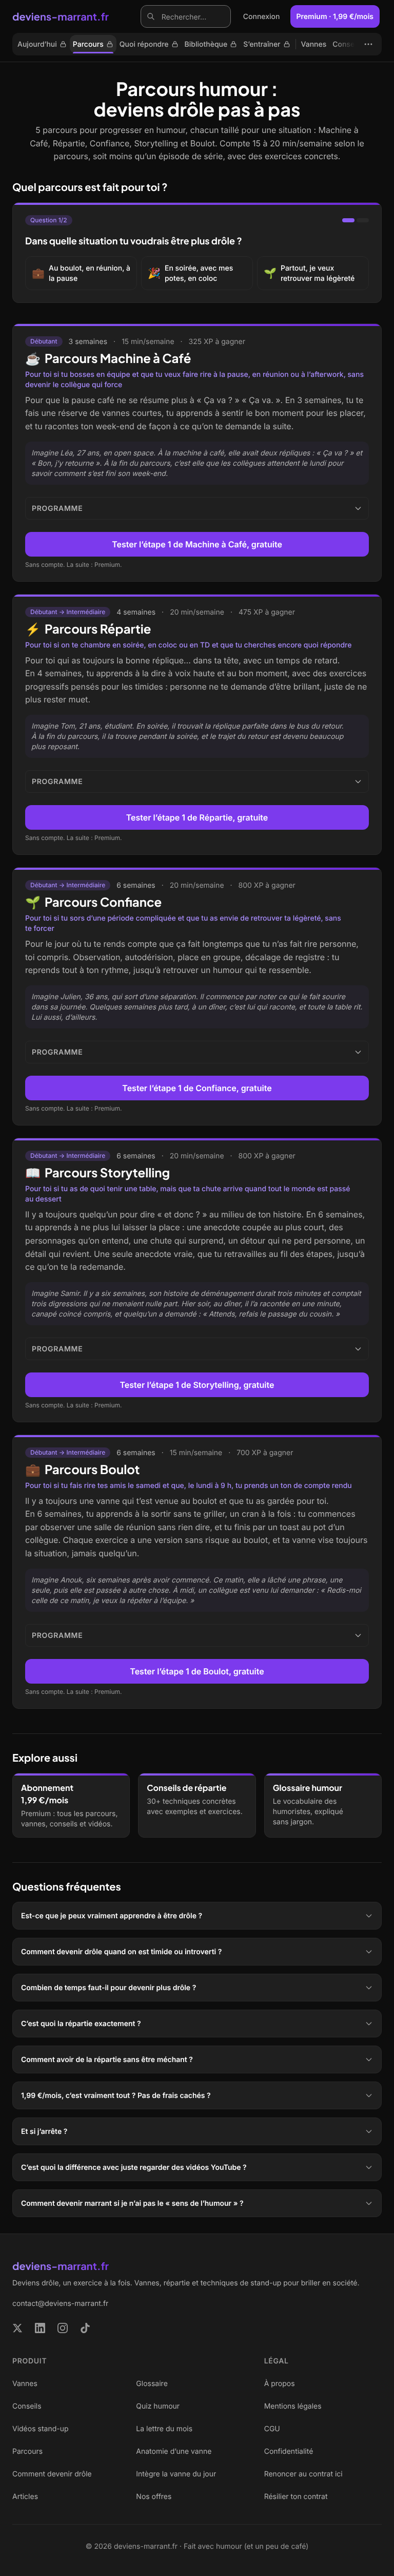 deviens-marrant.fr
Rechercher...
Connexion
Premium · 1,99 €/mois
Aujourd'hui
Parcours
Quoi répondre
Bibliothèque
S'entraîner
Vannes
Parcours humour :
deviens drôle pas à pas
5 parcours pour progresser en humour, chacun taillé pour une situation : Machine à
Café, Répartie, Confiance, Storytelling et Boulot. Compte 15 à 20 min/semaine selon le
parcours, soit moins qu'un épisode de série, avec des exercices concrets.
Quel parcours est fait pour toi ?
Question 1/2
Dans quelle situation tu voudrais être plus drôle ?
Au boulot, en réunion, à
la pause
En soirée, avec mes
potes, en coloc
Partout, je veux
retrouver ma légèreté
Débutant 3 semaines · 15 min/semaine · 325 XP à gagner
Parcours Machine à Café
Pour toi si tu bosses en équipe et que tu veux faire rire à la pause, en réunion ou à l'afterwork, sans
devenir le collègue qui force
Pour que la pause café ne se résume plus à « Ça va ? » « Ça va. ». En 3 semaines, tu te
fais une réserve de vannes courtes, tu apprends à sentir le bon moment pour les placer,
et tu racontes ton week-end de façon à ce qu'on te demande la suite.
Imagine Léa, 27 ans, en open space. À la machine à café, elle avait deux répliques : « Ça va ? » et
« Bon, j'y retourne ». À la fin du parcours, c'est elle que les collègues attendent le lundi pour
savoir comment s'est fini son week-end.
PROGRAMME
Tester l'étape 1 de Machine à Café, gratuite
Sans compte. La suite : Premium.
Débutant → Intermédiaire 4 semaines · 20 min/semaine · 475 XP à gagner
Parcours Répartie
Pour toi si on te chambre en soirée, en coloc ou en TD et que tu cherches encore quoi répondre
Pour toi qui as toujours la bonne réplique... dans ta tête, avec un temps de retard.
En 4 semaines, tu apprends à la dire à voix haute et au bon moment, avec des exercices
progressifs pensés pour les timides : personne ne te demande d'être brillant, juste de ne
plus rester muet.
Imagine Tom, 21 ans, étudiant. En soirée, il trouvait la réplique parfaite dans le bus du retour.
À la fin du parcours, il la trouve pendant la soirée, et le trajet du retour est devenu beaucoup
plus reposant.
PROGRAMME
Tester l'étape 1 de Répartie, gratuite
Sans compte. La suite : Premium.
Débutant → Intermédiaire 6 semaines · 20 min/semaine · 800 XP à gagner
Parcours Confiance
Pour toi si tu sors d'une période compliquée et que tu as envie de retrouver ta légèreté, sans
te forcer
Pour le jour où tu te rends compte que ça fait longtemps que tu n'as pas fait rire personne,
toi compris. Observation, autodérision, place en groupe, décalage de registre : tu
reprends tout à ton rythme, jusqu'à retrouver un humour qui te ressemble.
Imagine Julien, 36 ans, qui sort d'une séparation. Il commence par noter ce qui le fait sourire
dans sa journée. Quelques semaines plus tard, à un dîner, c'est lui qui raconte, et toute la table rit.
Lui aussi, d'ailleurs.
PROGRAMME
Tester l'étape 1 de Confiance, gratuite
Sans compte. La suite : Premium.
Débutant → Intermédiaire 6 semaines · 20 min/semaine · 800 XP à gagner
Parcours Storytelling
Pour toi si tu as de quoi tenir une table, mais que ta chute arrive quand tout le monde est passé
au dessert
Il y a toujours quelqu'un pour dire « et donc ? » au milieu de ton histoire. En 6 semaines,
tu apprends à ne plus lui laisser la place : une anecdote coupée au plus court, des
personnages qu'on entend, une chute qui surprend, un détour qui ne perd personne, un
détail qui revient. Une seule anecdote vraie, que tu retravailles au fil des étapes, jusqu'à
ce qu'on te la redemande.
Imagine Samir. Il y a six semaines, son histoire de déménagement durait trois minutes et comptait
trois digressions qui ne menaient nulle part. Hier soir, au dîner, il l'a racontée en une minute,
canapé coincé compris, et quelqu'un a demandé : « Attends, refais le passage du cousin. »
PROGRAMME
Tester l'étape 1 de Storytelling, gratuite
Sans compte. La suite : Premium.
Débutant → Intermédiaire 6 semaines · 15 min/semaine · 700 XP à gagner
Parcours Boulot
Pour toi si tu fais rire tes amis le samedi et que, le lundi à 9 h, tu prends un ton de compte rendu
Il y a toujours une vanne qui t'est venue au boulot et que tu as gardée pour toi.
En 6 semaines, tu apprends à la sortir sans te griller, un cran à la fois : tu commences
par observer une salle de réunion sans rien dire, et tu finis par un toast au pot d'un
collègue. Chaque exercice a une version sans risque au boulot, et ta vanne vise toujours
la situation, jamais quelqu'un.
Imagine Anouk, six semaines après avoir commencé. Ce matin, elle a lâché une phrase, une
seule, puis elle est passée à autre chose. À midi, un collègue est venu lui demander : « Redis-moi
celle de ce matin, je veux la répéter à l'équipe. »
PROGRAMME
Tester l'étape 1 de Boulot, gratuite
Sans compte. La suite : Premium.
Explore aussi
Abonnement
1,99 €/mois
Premium : tous les parcours,
vannes, conseils et vidéos.
Conseils de répartie
30+ techniques concrètes
avec exemples et exercices.
Glossaire humour
Le vocabulaire des
humoristes, expliqué
sans jargon.
Questions fréquentes
Est-ce que je peux vraiment apprendre à être drôle ?
Comment devenir drôle quand on est timide ou introverti ?
Combien de temps faut-il pour devenir plus drôle ?
C'est quoi la répartie exactement ?
Comment avoir de la répartie sans être méchant ?
1,99 €/mois, c'est vraiment tout ? Pas de frais cachés ?
Et si j'arrête ?
C'est quoi la différence avec juste regarder des vidéos YouTube ?
Comment devenir marrant si je n'ai pas le « sens de l'humour » ?
deviens-marrant.fr
Deviens drôle, un exercice à la fois. Vannes, répartie et techniques de stand-up pour briller en société.
contact@deviens-marrant.fr
PRODUIT
Vannes
Conseils
Vidéos stand-up
Parcours
Comment devenir drôle
Articles
Glossaire
Quiz humour
La lettre du mois
Anatomie d'une vanne
Intègre la vanne du jour
Nos offres
LÉGAL
À propos
Mentions légales
CGU
Confidentialité
Renoncer au contrat ici
Résilier ton contrat
© 2026 deviens-marrant.fr · Fait avec humour (et un peu de café)